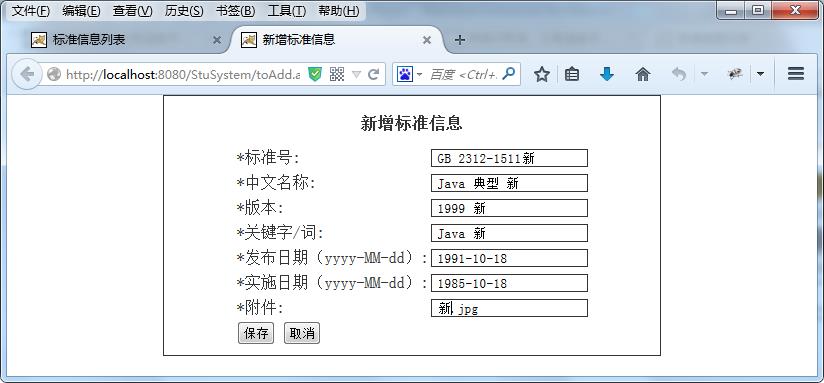 文件(F) 编辑(E) 查看(V) 历史(S) 书签(B) 工具(T) 帮助(H)
标准信息列表 新增标准信息
http://localhost:8080/StuSystem/toAdd.a 百度 <Ctrl+.
新增标准信息
*标准号: GB 2312-1511新
*中文名称: Java 典型 新
*版本: 1999 新
*关键字/词: Java 新
*发布日期（yyyy-MM-dd）: 1991-10-18
*实施日期（yyyy-MM-dd）: 1985-10-18
*附件: 新.jpg
保存 取消